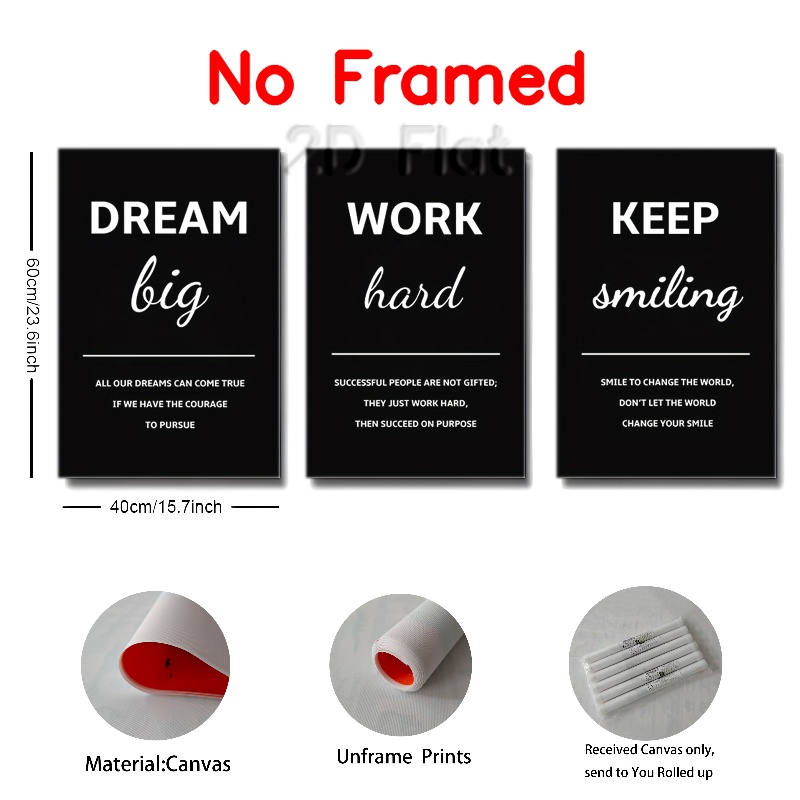 No Framed
2D Flat
DREAM
big
ALL OUR DREAMS CAN COME TRUE
IF WE HAVE THE COURAGE
TO PURSUE
WORK
hard
SUCCESSFUL PEOPLE ARE NOT GIFTED;
THEY JUST WORK HARD,
THEN SUCCEED ON PURPOSE
KEEP
smiling
SMILE TO CHANGE THE WORLD,
DON'T LET THE WORLD
CHANGE YOUR SMILE
60cm/23.6inch
40cm/15.7inch
Material:Canvas
Unframe Prints
Received Canvas only,
send to You Rolled up